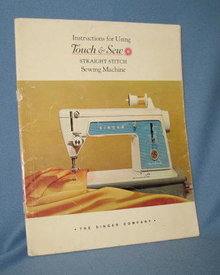 Instructions for Using
Touch & Sew
STRAIGHT STITCH
Sewing Machine
SINGER
• THE SINGER COMPANY •